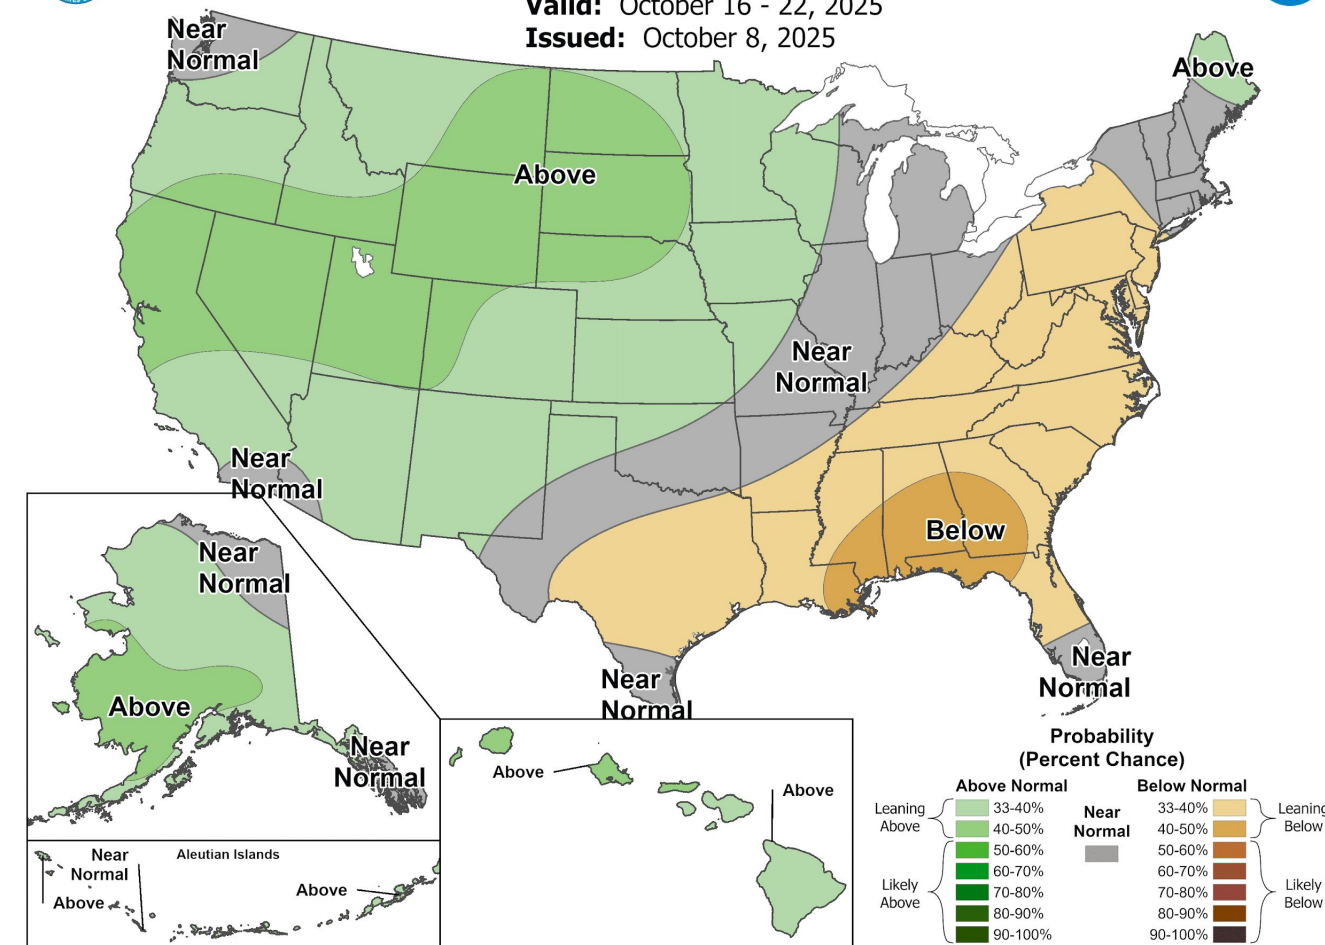 Valid: October 16 - 22, 2025
Issued: October 8, 2025
Near
Normal
Above
Above
Near
Normal
Near
Normal
Below
Near
Normal
Near
Normal
Near
Normal
Above
Near
Normal
Above
Above
Near
Normal
Above
Aleutian Islands
Above
Probability
(Percent Chance)
Above Normal
Below Normal
Leaning
Above
33-40%
40-50%
Likely
Above
50-60%
60-70%
70-80%
80-90%
90-100%
Near
Normal
33-40%
40-50%
Leaning
Below
50-60%
60-70%
70-80%
80-90%
90-100%
Likely
Below